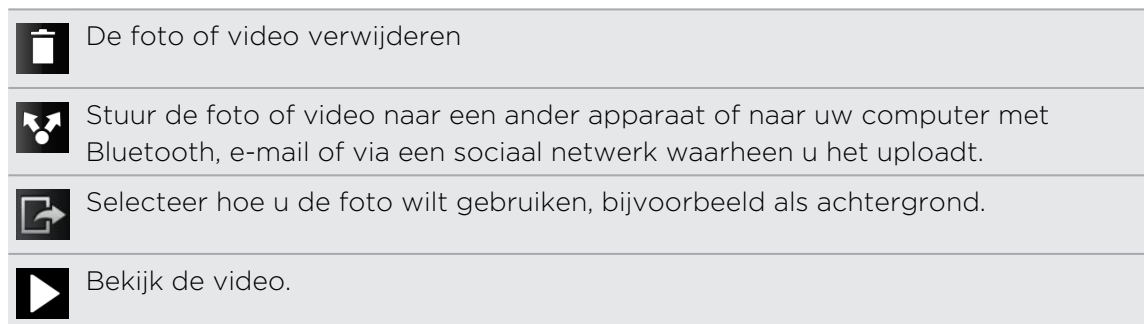 De foto of video verwijderen
Stuur de foto of video naar een ander apparaat of naar uw computer met
Bluetooth, e-mail of via een sociaal netwerk waarheen u het uploadt.
Selecteer hoe u de foto wilt gebruiken, bijvoorbeeld als achtergrond.
Bekijk de video.